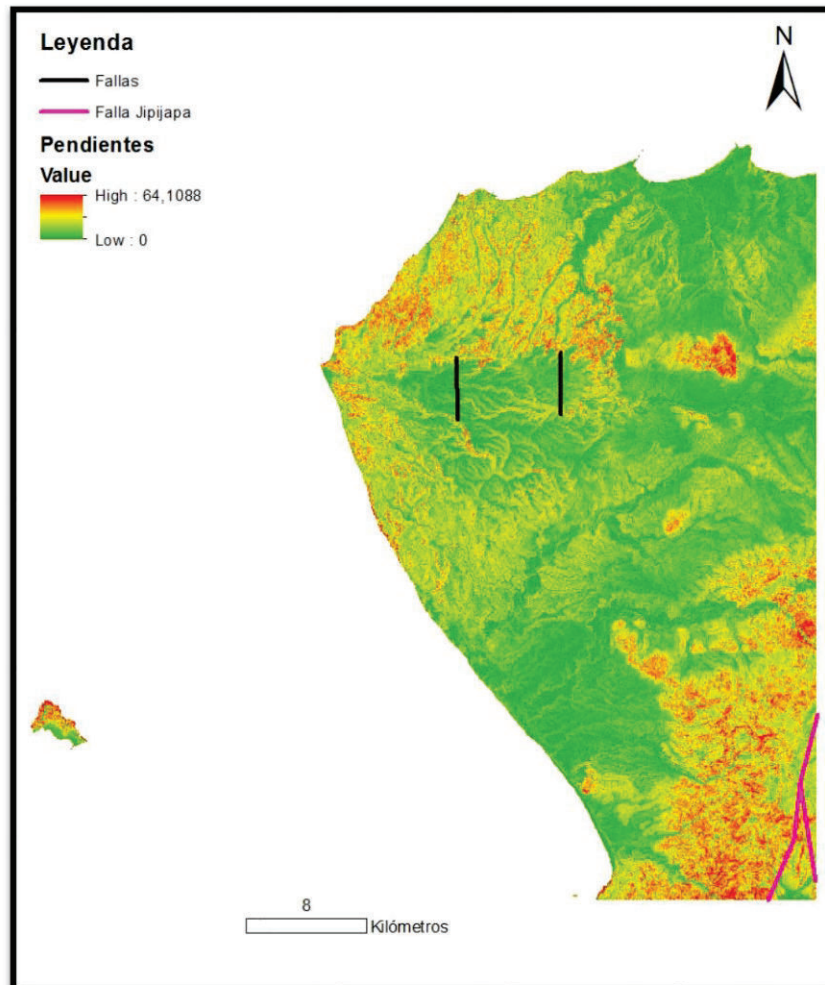 Leyenda
Fallas
Falla Jipijapa
Pendientes
Value
High : 64,1088
Low : 0
N
8
Kilómetros